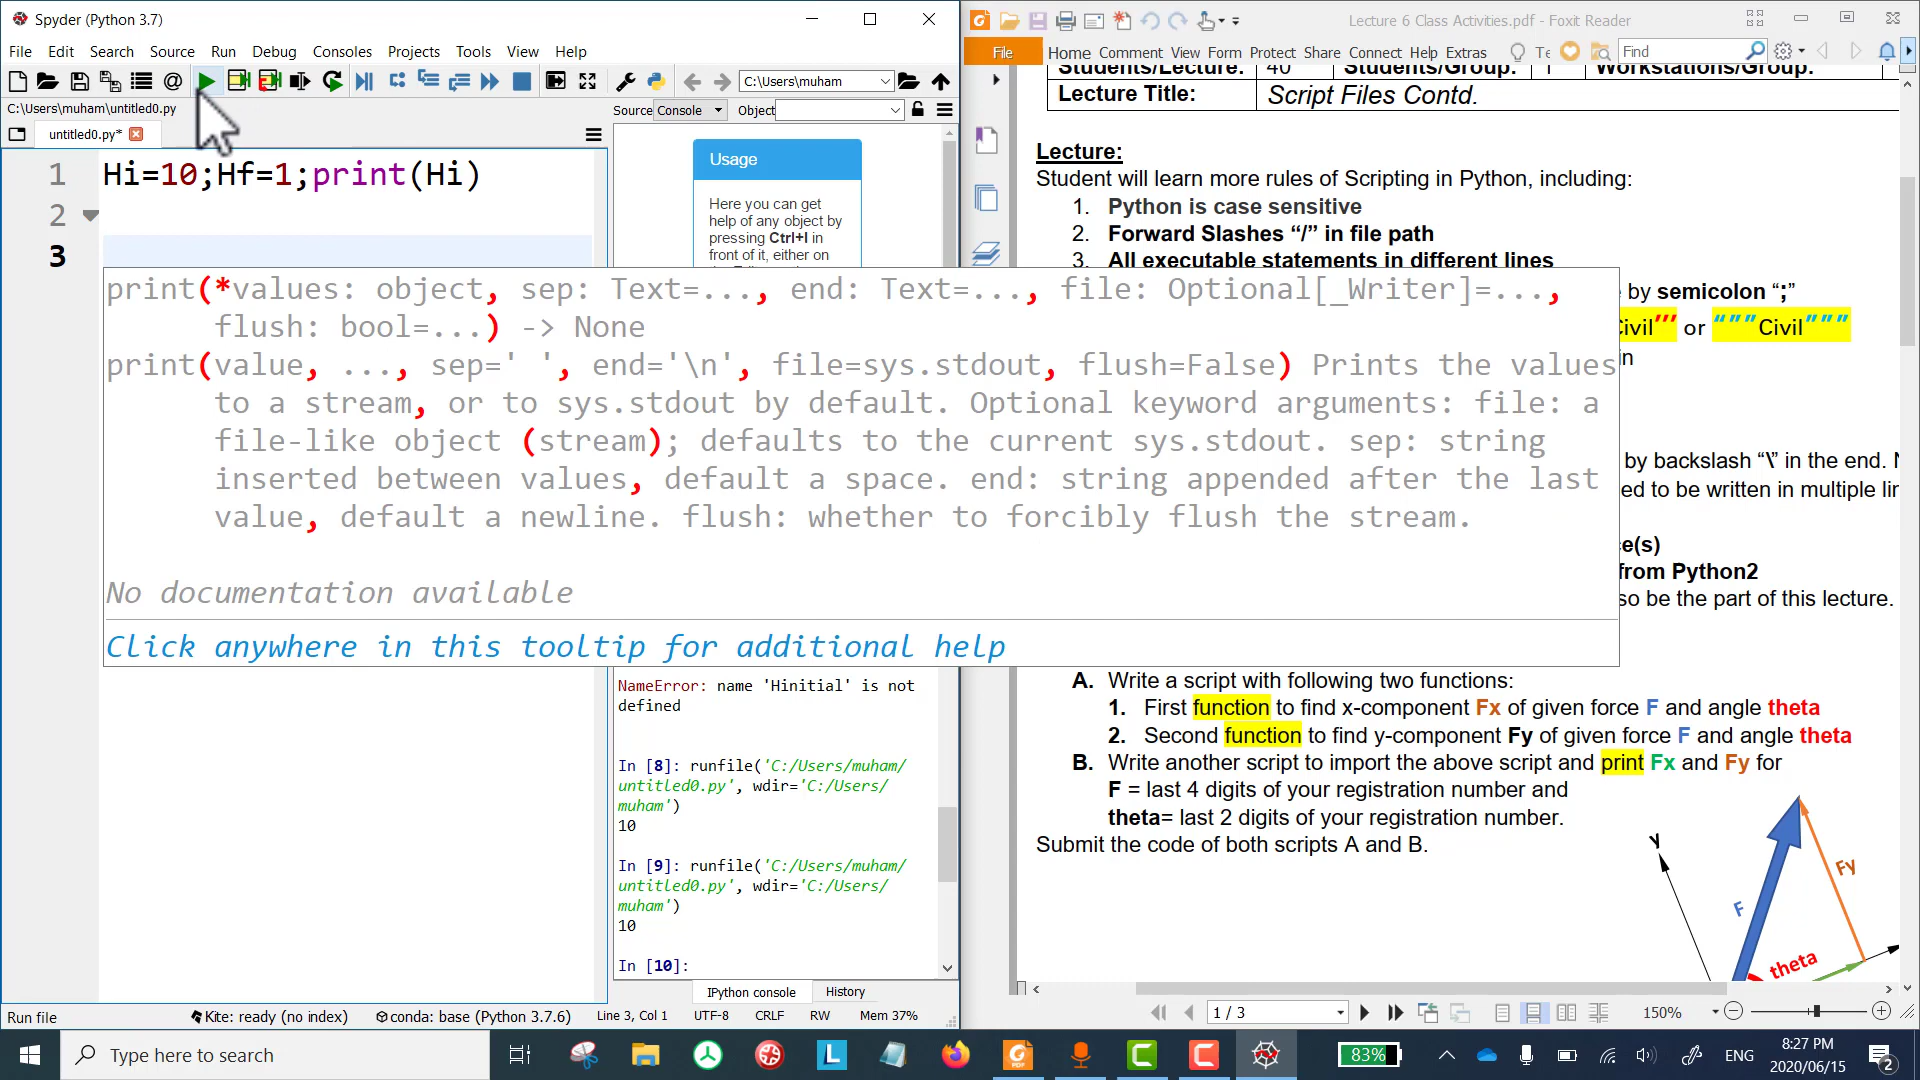 Spyder (Python 3.7)
File Edit Search Source Run Debug Consoles Projects Tools View Help
C:\Users\muham
C:\Users\muham\untitled0.py
Source Console Object
untitled0.py*
1 Hi=10;Hf=1;print(Hi)
2
3
Usage
Here you can get
help of any object by
pressing Ctrl+I in
front of it, either on
print(*values: object, sep: Text=..., end: Text=..., file: Optional[_Writer]=...,
flush: bool=...) -> None
print(value, ..., sep=' ', end='\n', file=sys.stdout, flush=False) Prints the values
to a stream, or to sys.stdout by default. Optional keyword arguments: file: a
file-like object (stream); defaults to the current sys.stdout. sep: string
inserted between values, default a space. end: string appended after the last
value, default a newline. flush: whether to forcibly flush the stream.
No documentation available
Click anywhere in this tooltip for additional help
NameError: name 'Hinitial' is not
defined
In [8]: runfile('C:/Users/muham/
untitled0.py', wdir='C:/Users/
muham')
10
In [9]: runfile('C:/Users/muham/
untitled0.py', wdir='C:/Users/
muham')
10
In [10]:
IPython console History
Run file Kite: ready (no index) conda: base (Python 3.7.6) Line 3, Col 1 UTF-8 CRLF RW Mem 37%
Lecture 6 Class Activities.pdf - Foxit Reader
File Home Comment View Form Protect Share Connect Help Extras Te Find
Students/Lecture: 40 Students/Group: 1 Workstations/Group:
Lecture Title: Script Files Contd.
Lecture:
Student will learn more rules of Scripting in Python, including:
1. Python is case sensitive
2. Forward Slashes “/” in file path
3. All executable statements in different lines
by semicolon “;”
Civil''' or """Civil"""
in
by backslash “\” in the end. N
ed to be written in multiple lin
ce(s)
from Python2
so be the part of this lecture.
A. Write a script with following two functions:
1. First function to find x-component Fx of given force F and angle theta
2. Second function to find y-component Fy of given force F and angle theta
B. Write another script to import the above script and print Fx and Fy for
F = last 4 digits of your registration number and
theta= last 2 digits of your registration number.
Submit the code of both scripts A and B.
Y
Fy
F
theta
1 / 3 150%
Type here to search
L
83%
ENG
8:27 PM
2020/06/15
2